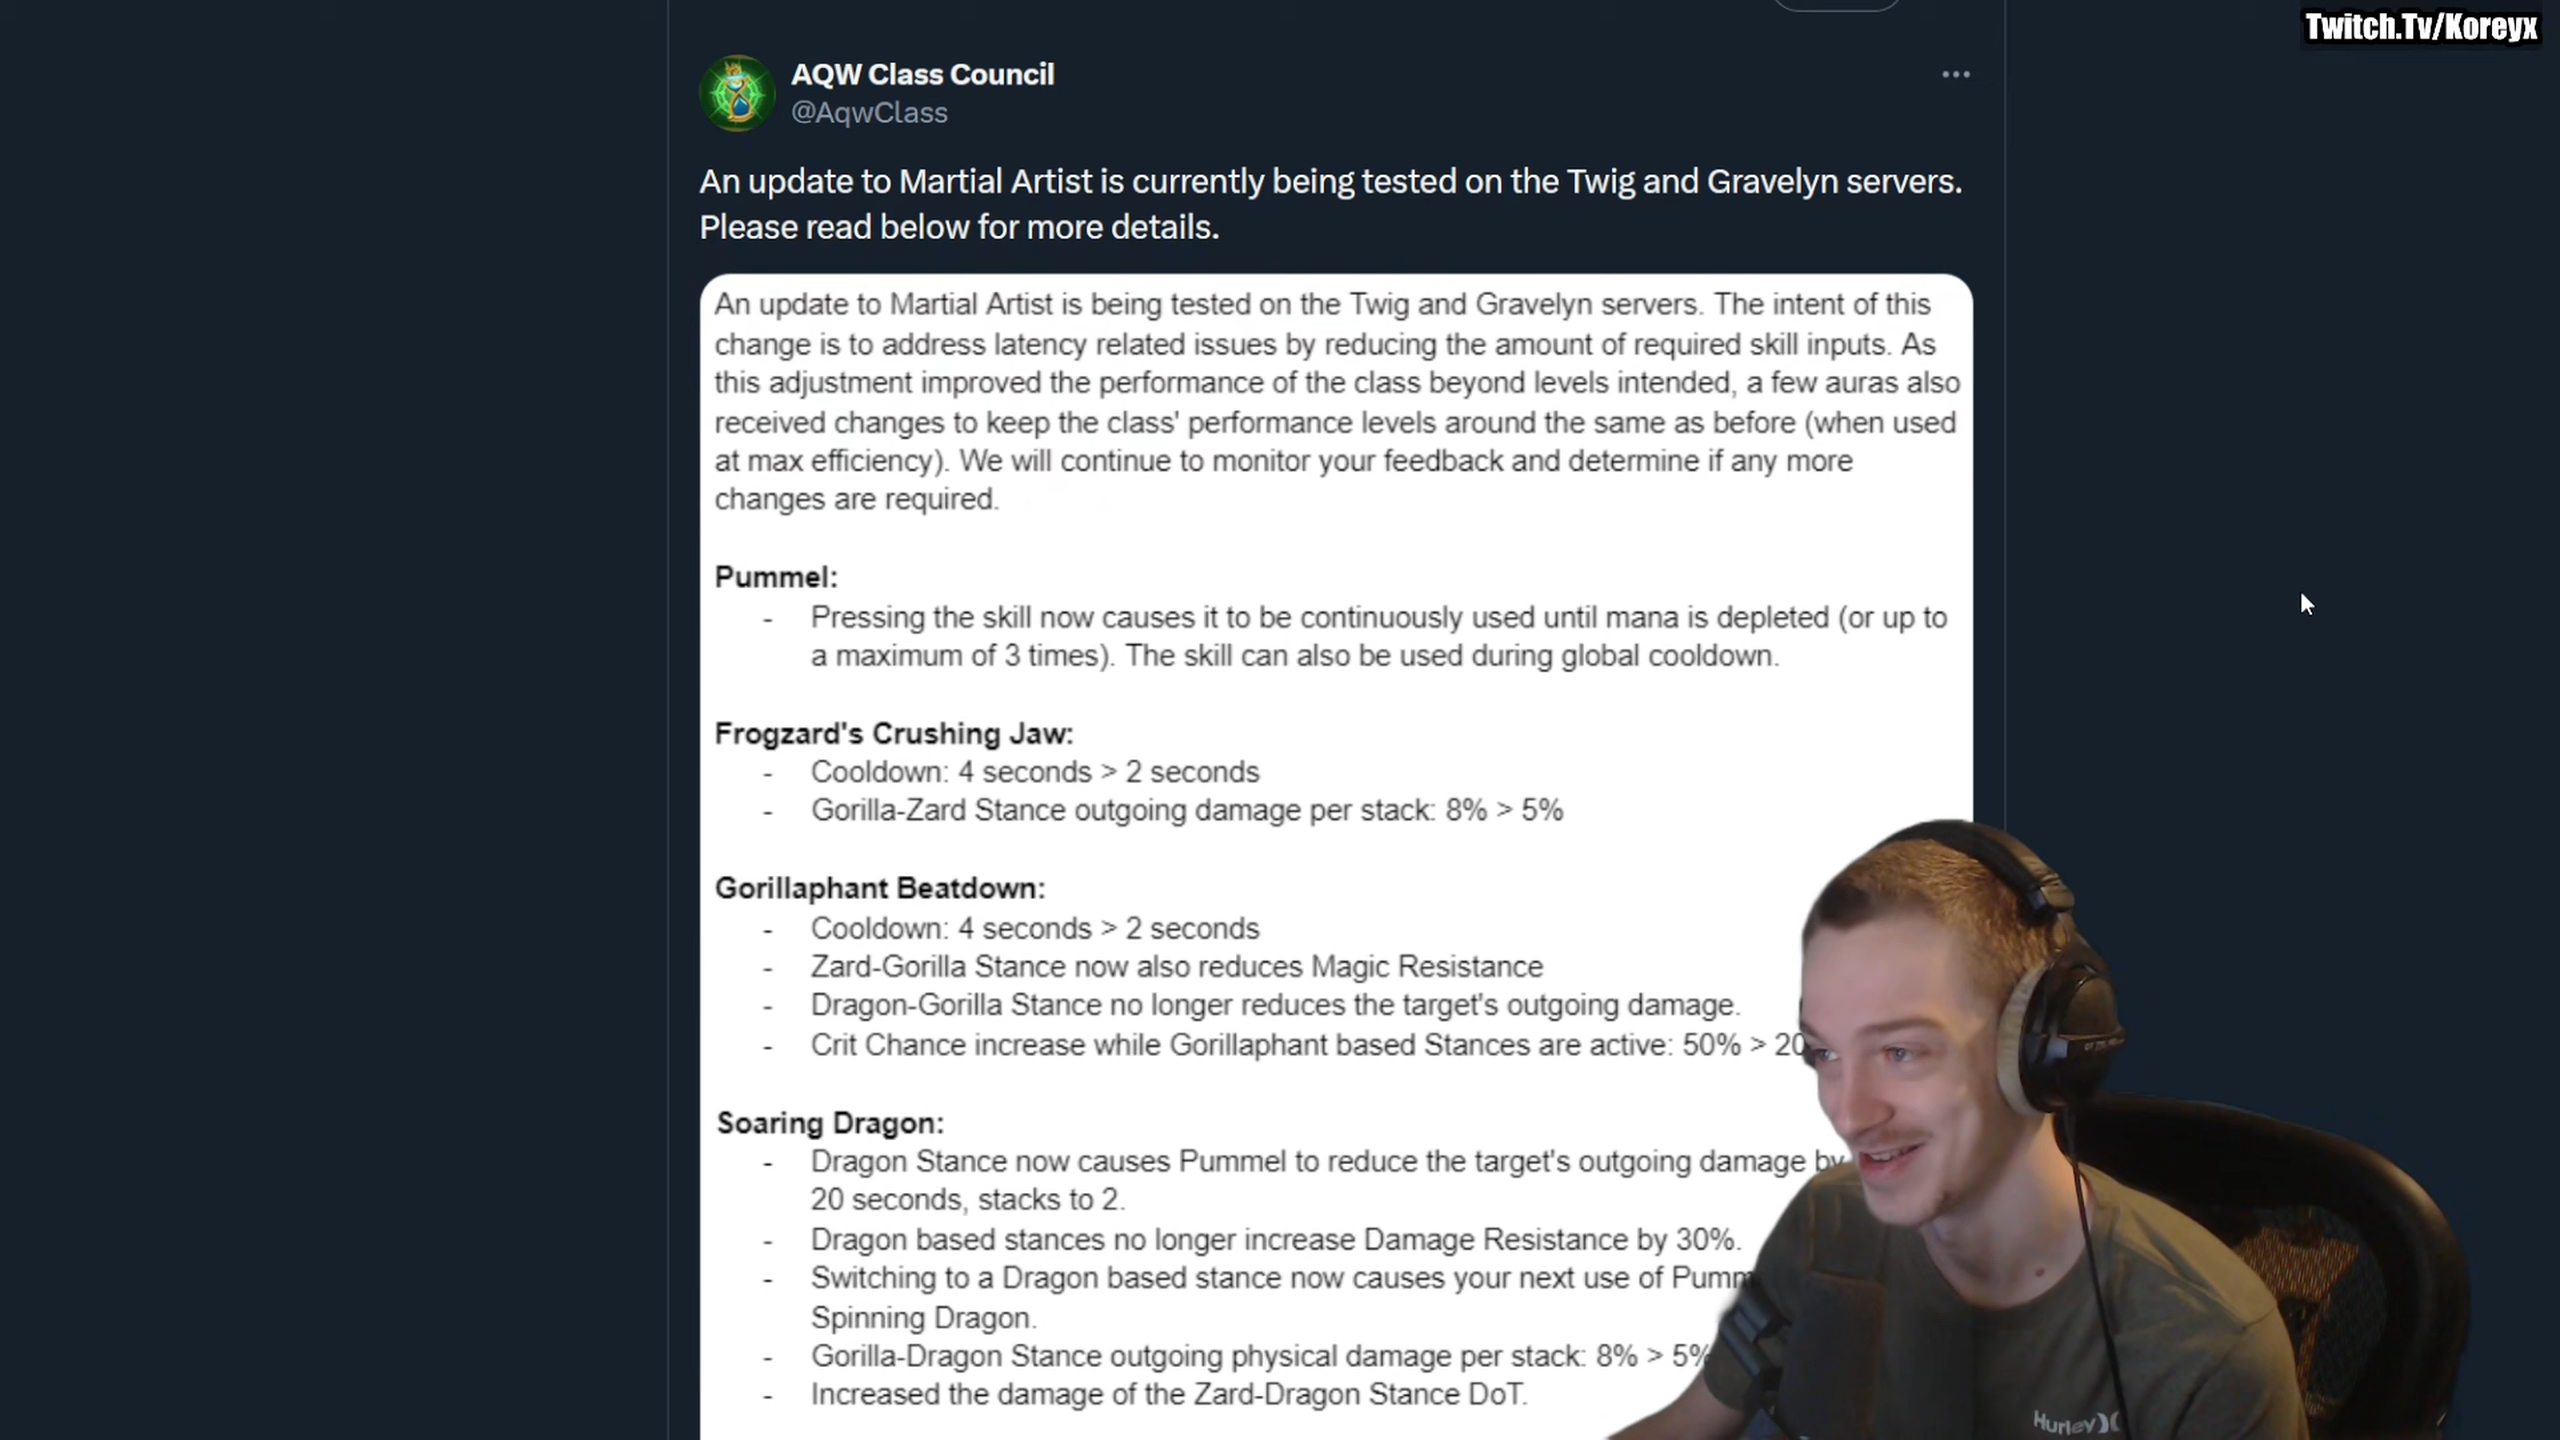 Twitch.Tv/Koreyx
AQW Class Council
@AqwClass
An update to Martial Artist is currently being tested on the Twig and Gravelyn servers.
Please read below for more details.
An update to Martial Artist is being tested on the Twig and Gravelyn servers. The intent of this
change is to address latency related issues by reducing the amount of required skill inputs. As
this adjustment improved the performance of the class beyond levels intended, a few auras also
received changes to keep the class' performance levels around the same as before (when used
at max efficiency). We will continue to monitor your feedback and determine if any more
changes are required.
Pummel:
- Pressing the skill now causes it to be continuously used until mana is depleted (or up to
a maximum of 3 times). The skill can also be used during global cooldown.
Frogzard's Crushing Jaw:
- Cooldown: 4 seconds > 2 seconds
- Gorilla-Zard Stance outgoing damage per stack: 8% > 5%
Gorillaphant Beatdown:
- Cooldown: 4 seconds > 2 seconds
- Zard-Gorilla Stance now also reduces Magic Resistance
- Dragon-Gorilla Stance no longer reduces the target's outgoing damage.
- Crit Chance increase while Gorillaphant based Stances are active: 50% > 20
Soaring Dragon:
- Dragon Stance now causes Pummel to reduce the target's outgoing damage by
20 seconds, stacks to 2.
- Dragon based stances no longer increase Damage Resistance by 30%.
- Switching to a Dragon based stance now causes your next use of
Spinning Dragon.
- Gorilla-Dragon Stance outgoing physical damage per stack: 8% > 5%
- Increased the damage of the Zard-Dragon Stance DoT.
Hurley